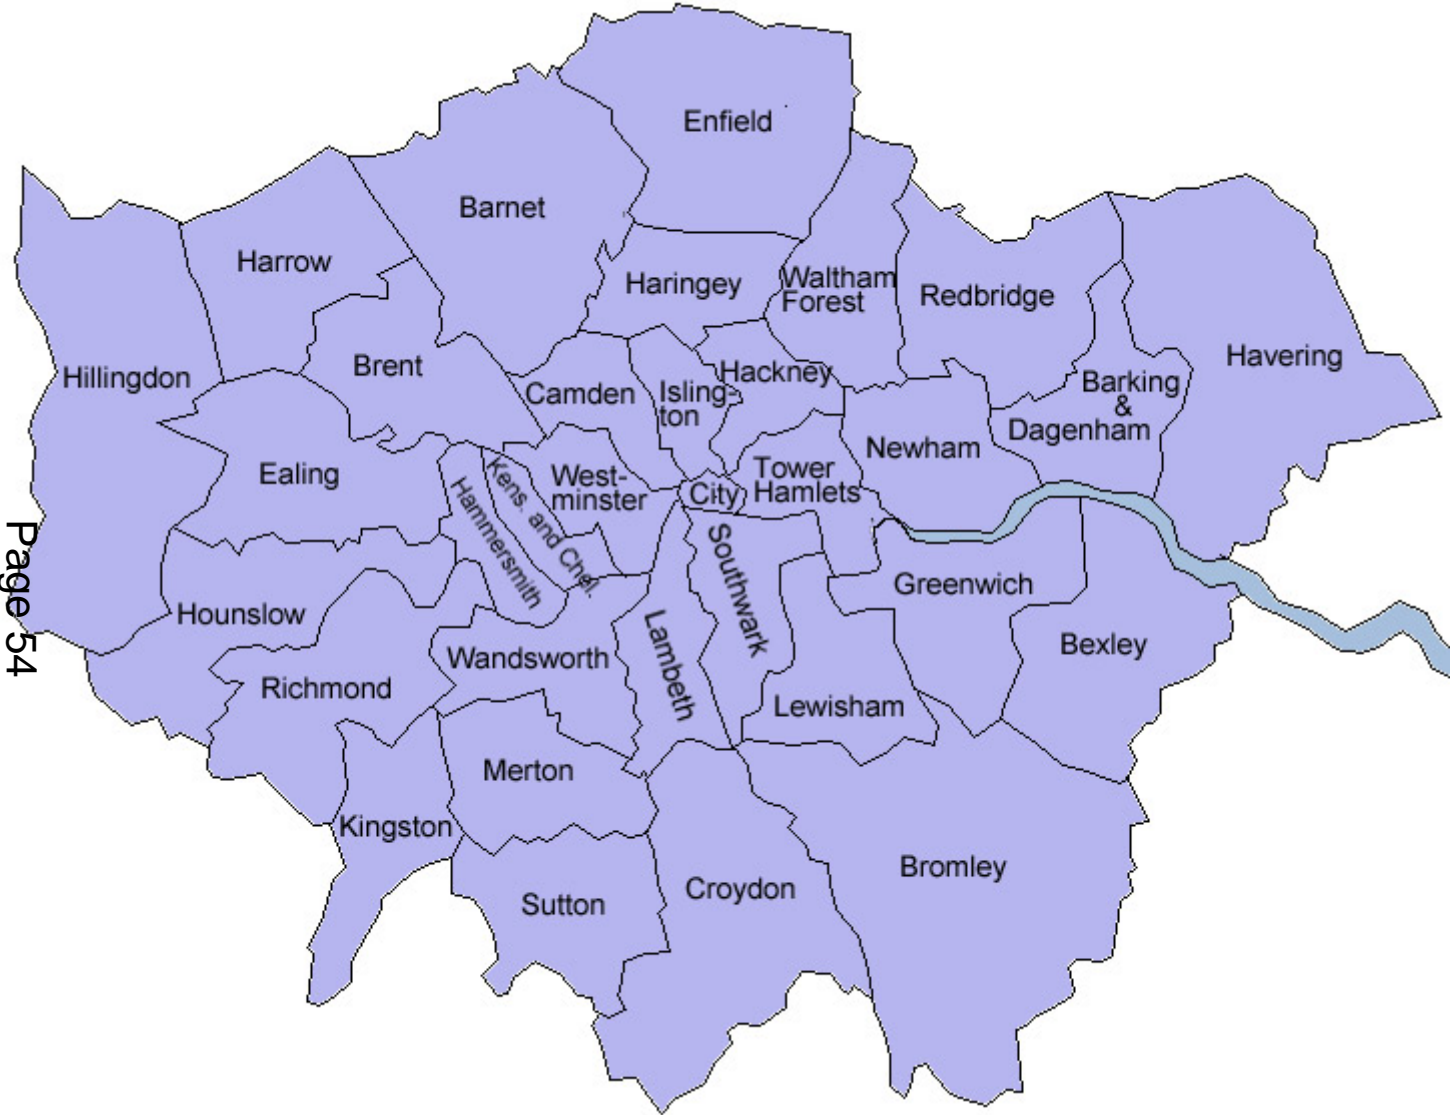 Enfield
Barnet
Harrow
Haringey
Waltham
Forest
Redbridge
Havering
Hillingdon
Brent
Camden
Isling-
ton
Hackney
Barking
&
Dagenham
Ealing
Hammersmith
Kens. and Chel.
West-
minster
City
Tower
Hamlets
Newham
Page 54
Hounslow
Richmond
Wandsworth
Lambeth
Southwark
Lewisham
Greenwich
Bexley
Merton
Kingston
Sutton
Croydon
Bromley